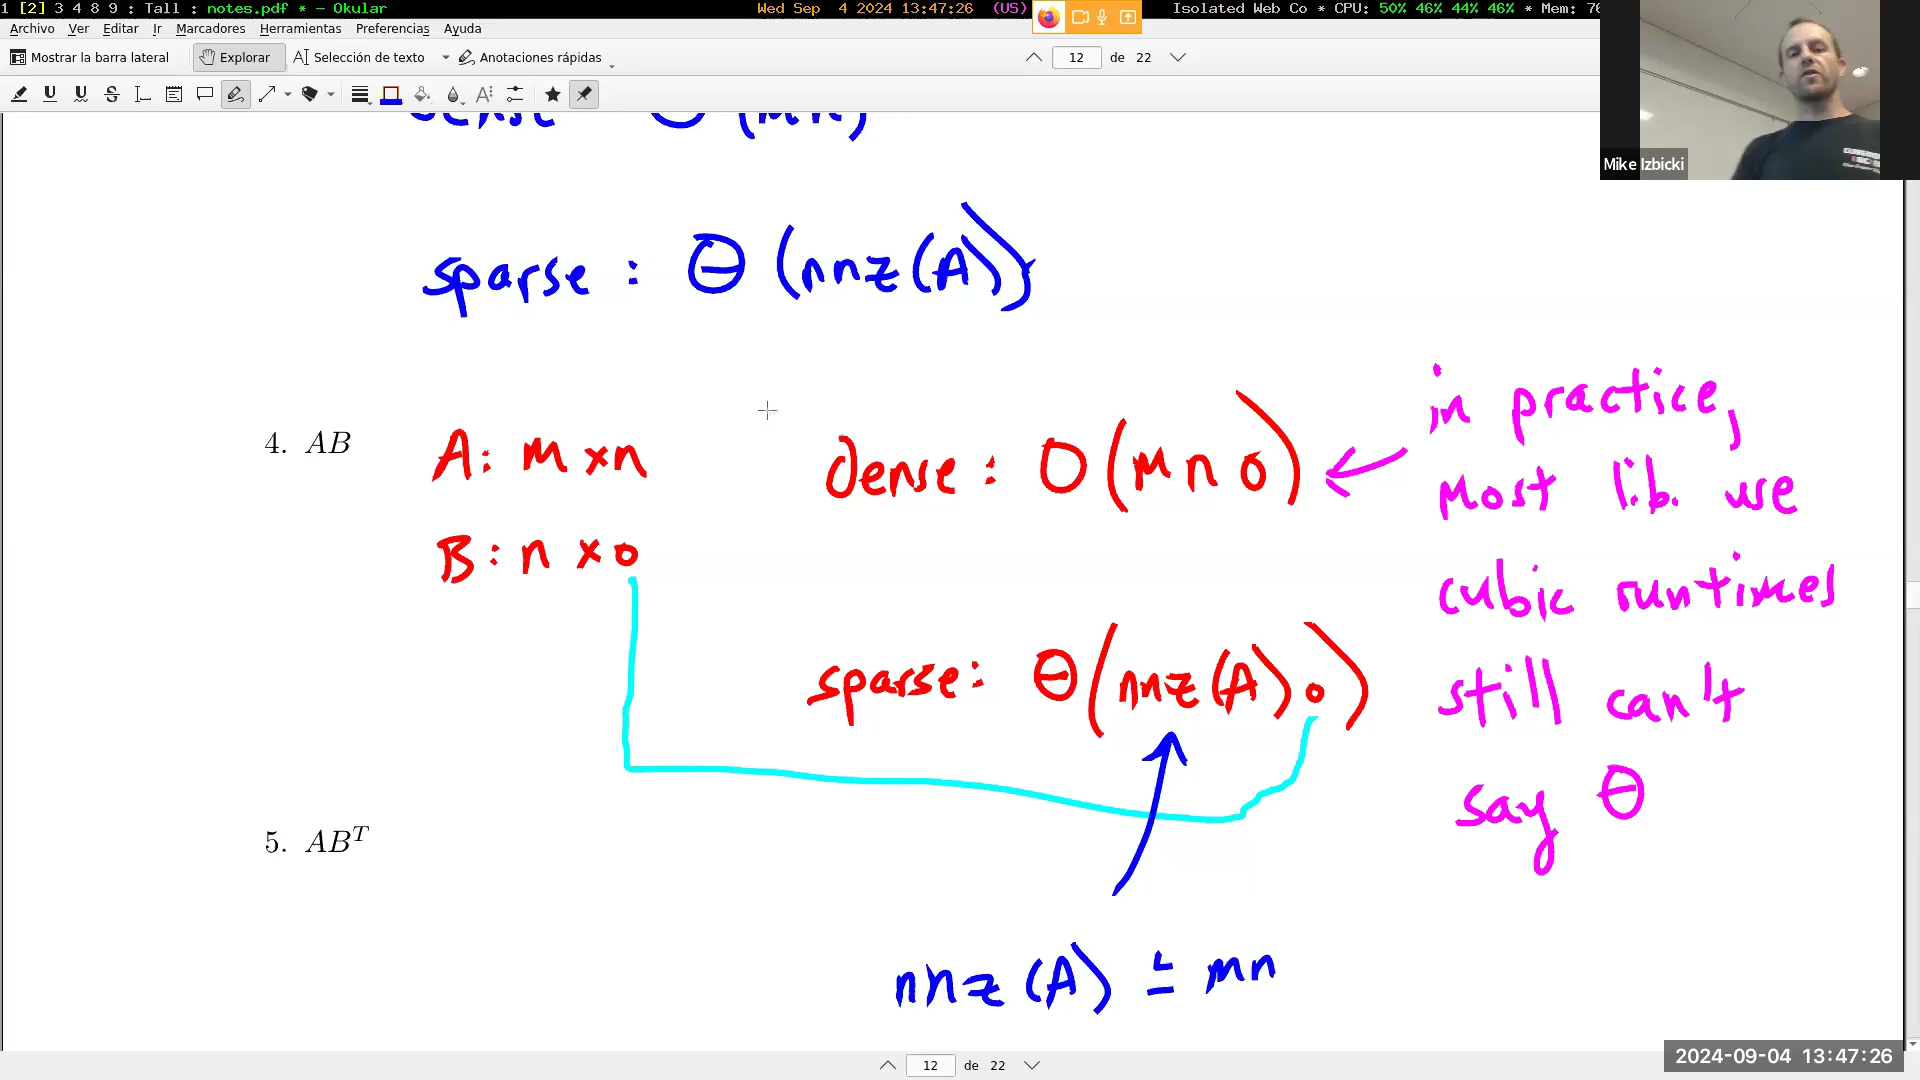 1 [2] 3 4 8 9 : Tall : notes.pdf * - Okular
Wed Sep 4 2024 13:47:26 (US)
Isolated Web Co * CPU: 50% 46% 44% 46% * Mem:
Archivo Ver Editar Ir Marcadores Herramientas Preferencias Ayuda
Mostrar la barra lateral Explorar Selección de texto Anotaciones rápidas
12 de 22
Mike Izbicki
dense O(mn)
sparse : Θ (nnz(A))
4. AB
A: m×n
B: n×o
dense : O(mno)
in practice,
most lib. use
cubic runtimes
still can't
say Θ
sparse: Θ(nnz(A) o)
5. AB^T
nnz(A) ≤ mn
12 de 22
2024-09-04 13:47:26